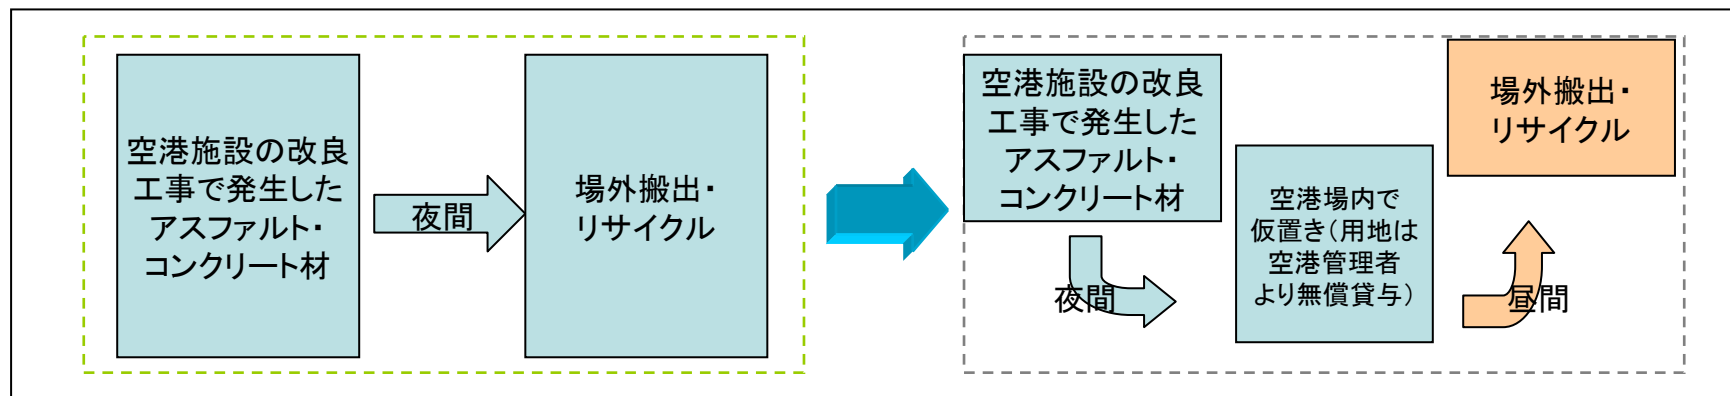 空港施設の改良
工事で発生した
アスファルト・
コンクリート材
夜間
場外搬出・
リサイクル
空港施設の改良
工事で発生した
アスファルト・
コンクリート材
夜間
空港場内で
仮置き(用地は
空港管理者
より無償貸与)
昼間
場外搬出・
リサイクル